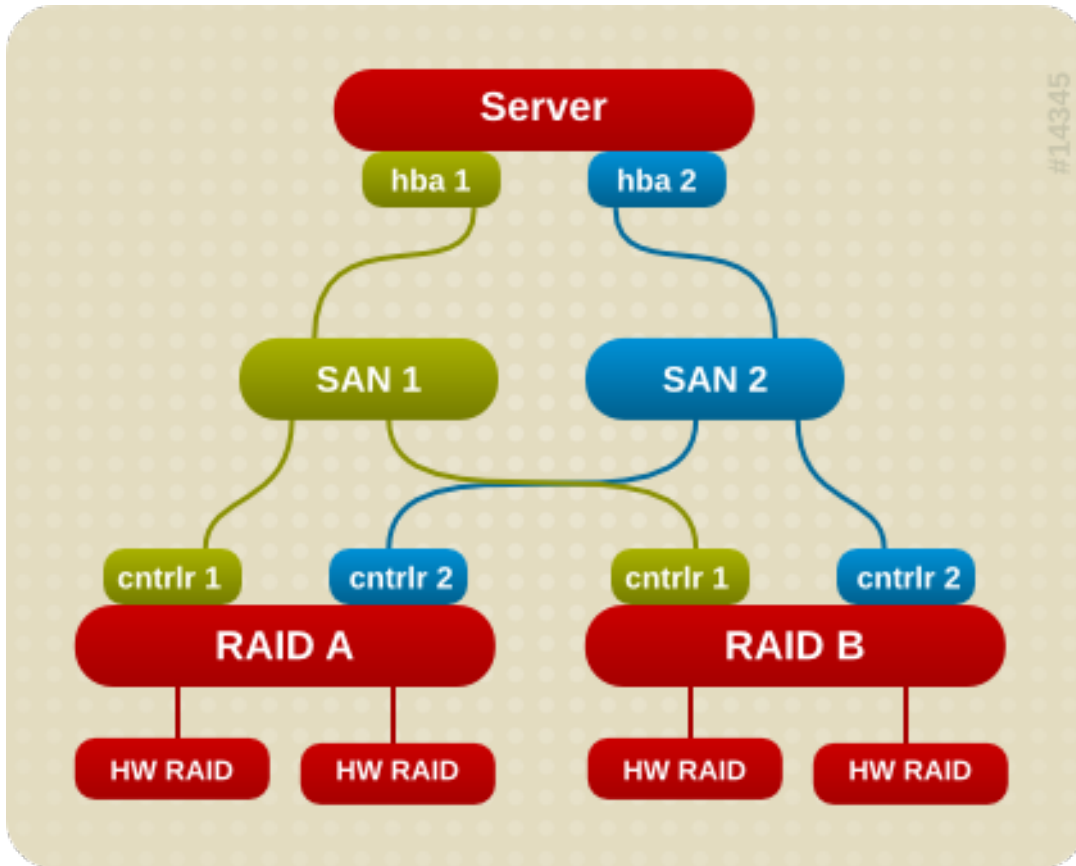 Server
#14345
hba 1
hba 2
SAN 1
SAN 2
cntrlr 1
cntrlr 2
cntrlr 1
cntrlr 2
RAID A
RAID B
HW RAID
HW RAID
HW RAID
HW RAID